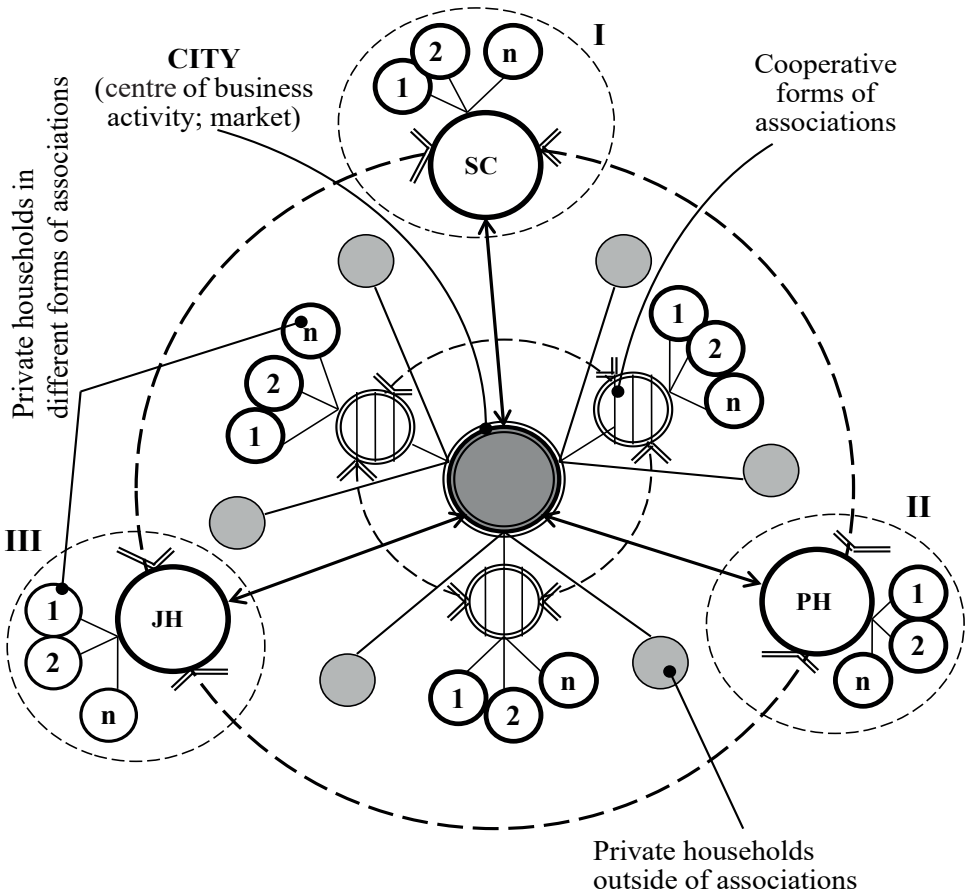 I
CITY
(centre of business
activity; market)
Cooperative
forms of
associations
Private households in
different forms of associations
1
2
n
SC
n
2
1
1
2
n
III
1
2
n
JH
II
PH
1
2
n
1
2
n
Private households
outside of associations